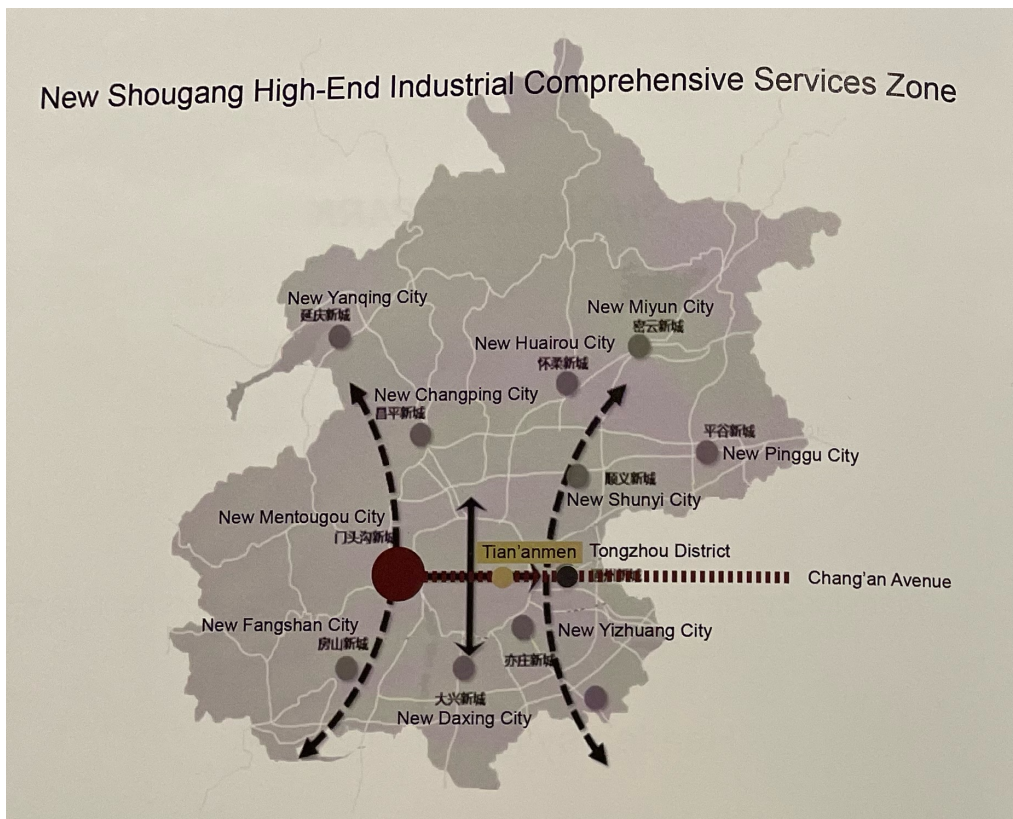 New Shougang High-End Industrial Comprehensive Services Zone
New Yanqing City
延庆新城
New Miyun City
密云新城
New Huairou City
怀柔新城
New Changping City
昌平新城
平谷新城
New Pinggu City
顺义新城
New Shunyi City
New Mentougou City
门头沟新城
Tian'anmen
Tongzhou District
Chang'an Avenue
New Fangshan City
房山新城
New Yizhuang City
亦庄新城
大兴新城
New Daxing City